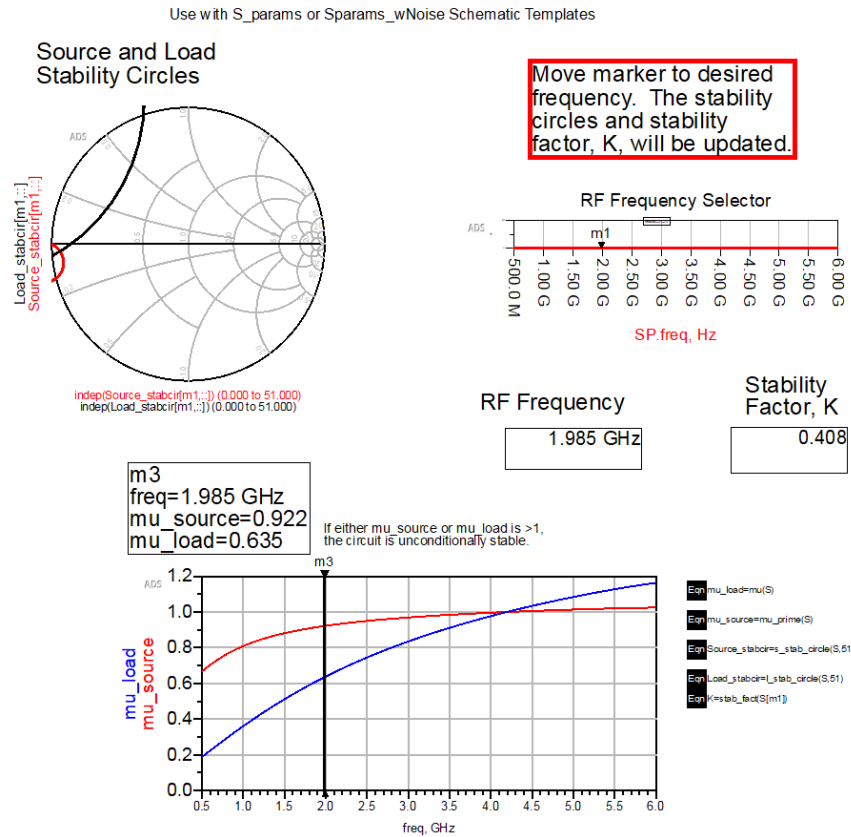 Use with S_params or Sparams_wNoise Schematic Templates
Source and Load
Stability Circles
Move marker to desired
frequency. The stability
circles and stability
factor, K, will be updated.
ADS
Load_stabcir[m1,::]
Source_stabcir[m1,::]
indep(Source_stabcir[m1,::]) (0.000 to 51.000)
indep(Load_stabcir[m1,::]) (0.000 to 51.000)
RF Frequency Selector
ADS
m1
500.0 M
1.00 G
1.50 G
2.00 G
2.50 G
3.00 G
3.50 G
4.00 G
4.50 G
5.00 G
5.50 G
6.00 G
SP.freq, Hz
RF Frequency
1.985 GHz
Stability
Factor, K
0.408
m3
freq=1.985 GHz
mu_source=0.922
mu_load=0.635
If either mu_source or mu_load is >1,
the circuit is unconditionally stable.
m3
ADS
1.2
1.0
0.8
0.6
0.4
0.2
0.0
mu_load
mu_source
0.5 1.0 1.5 2.0 2.5 3.0 3.5 4.0 4.5 5.0 5.5 6.0
freq, GHz
Eqn mu_load=mu(S)
Eqn mu_source=mu_prime(S)
Eqn Source_stabcir=s_stab_circle(S,51
Eqn Load_stabcir=l_stab_circle(S,51)
Eqn K=stab_fact(S[m1])